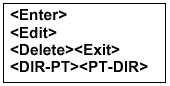 <Enter>
<Edit>
<Delete><Exit>
<DIR-PT><PT-DIR>